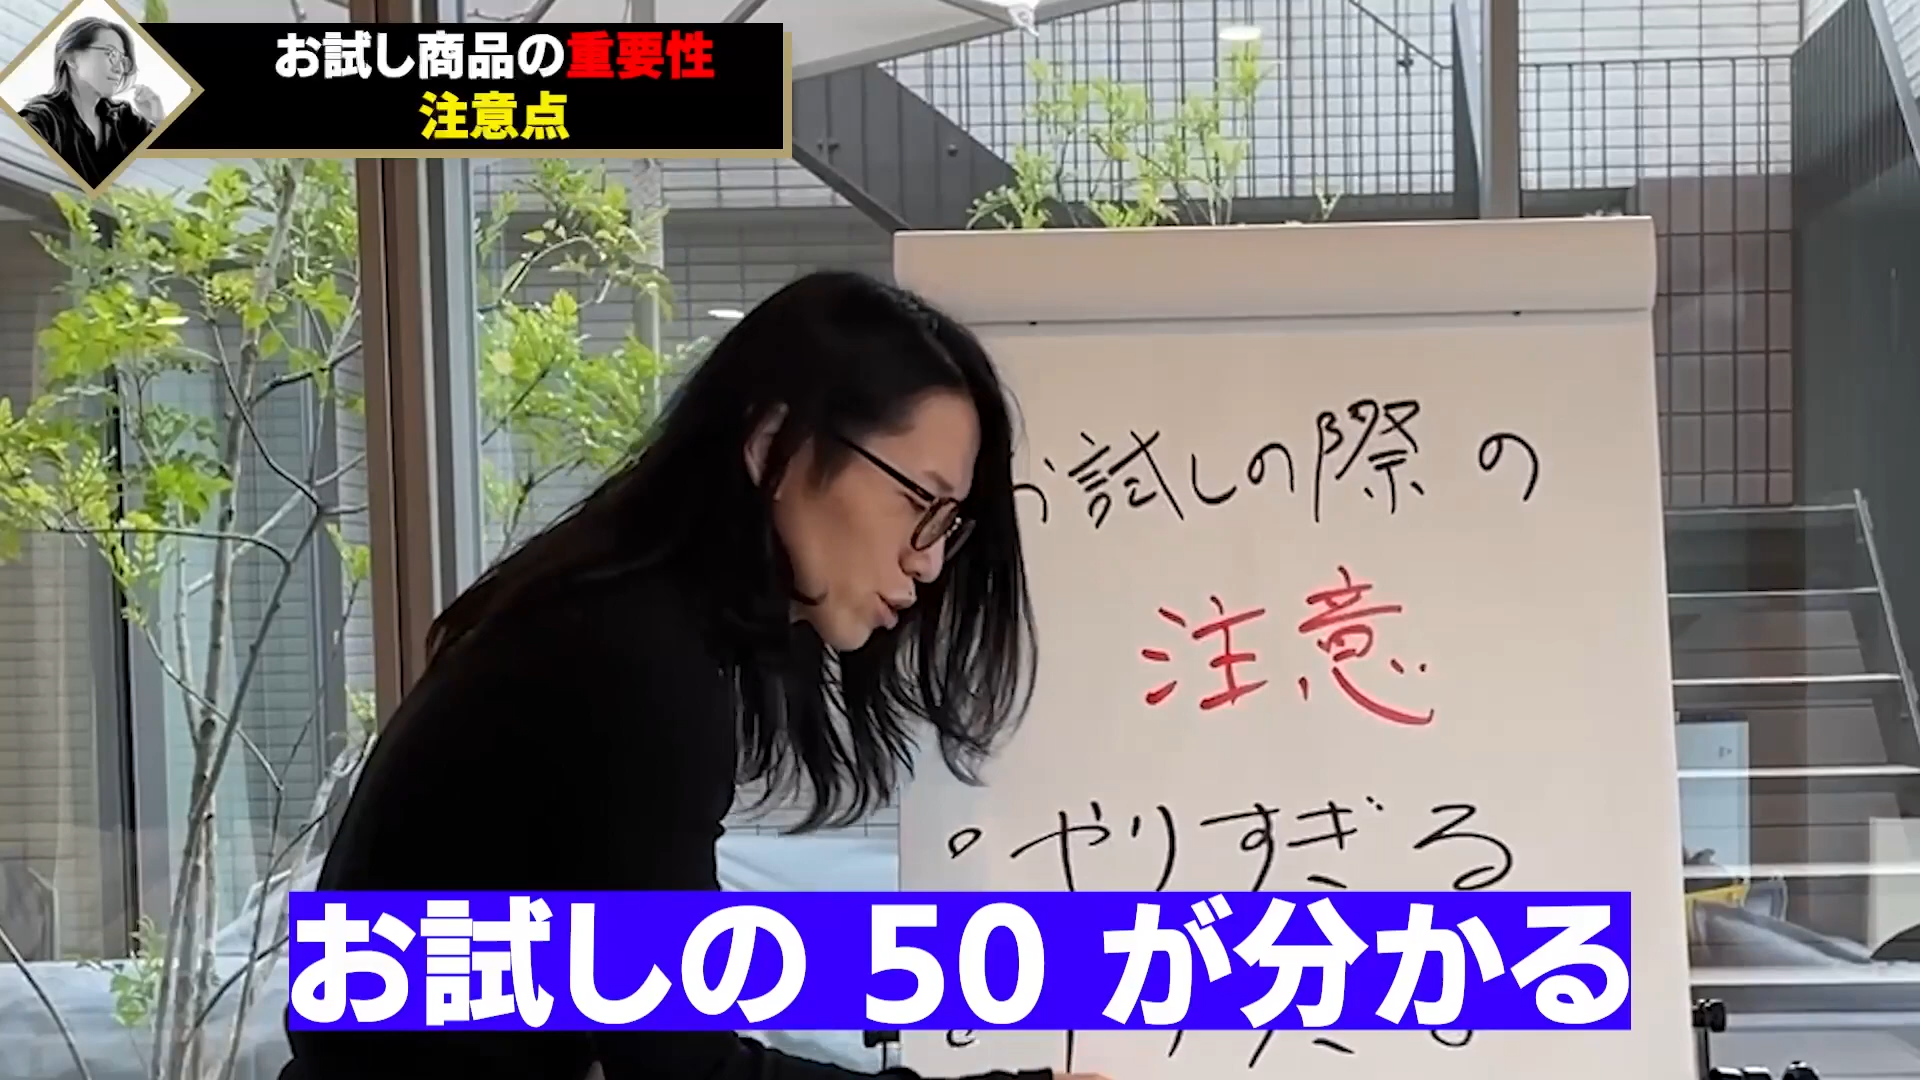 お試し商品の重要性
注意点
お試しの際の
注意
・やりすぎる
お試しの 50 が分かる